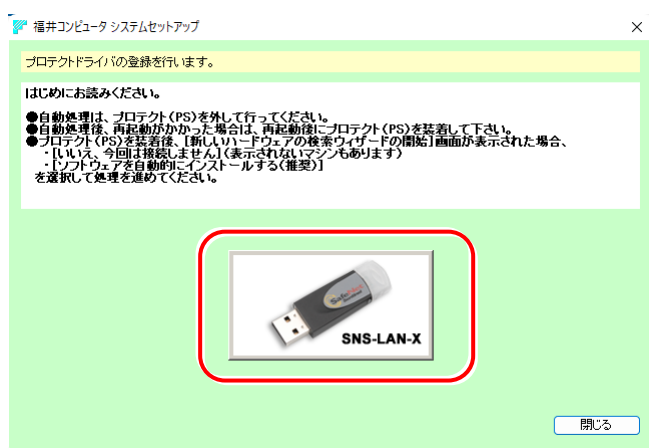 福井コンピュータ システムセットアップ
プロテクトドライバの登録を行います。
はじめにお読みください。
●自動処理は、プロテクト(PS)を外して行ってください。
●自動処理後、再起動がかかった場合は、再起動後にプロテクト(PS)を装着して下さい。
●プロテクト(PS)を装着後、[新しいハードウェアの検索ウィザードの開始]画面が表示された場合、
・[いいえ、今回は接続しません](表示されないマシンもあります)
・[ソフトウェアを自動的にインストールする(推奨)]
を選択して処理を進めてください。
SafeNet
SNS-LAN-X
閉じる